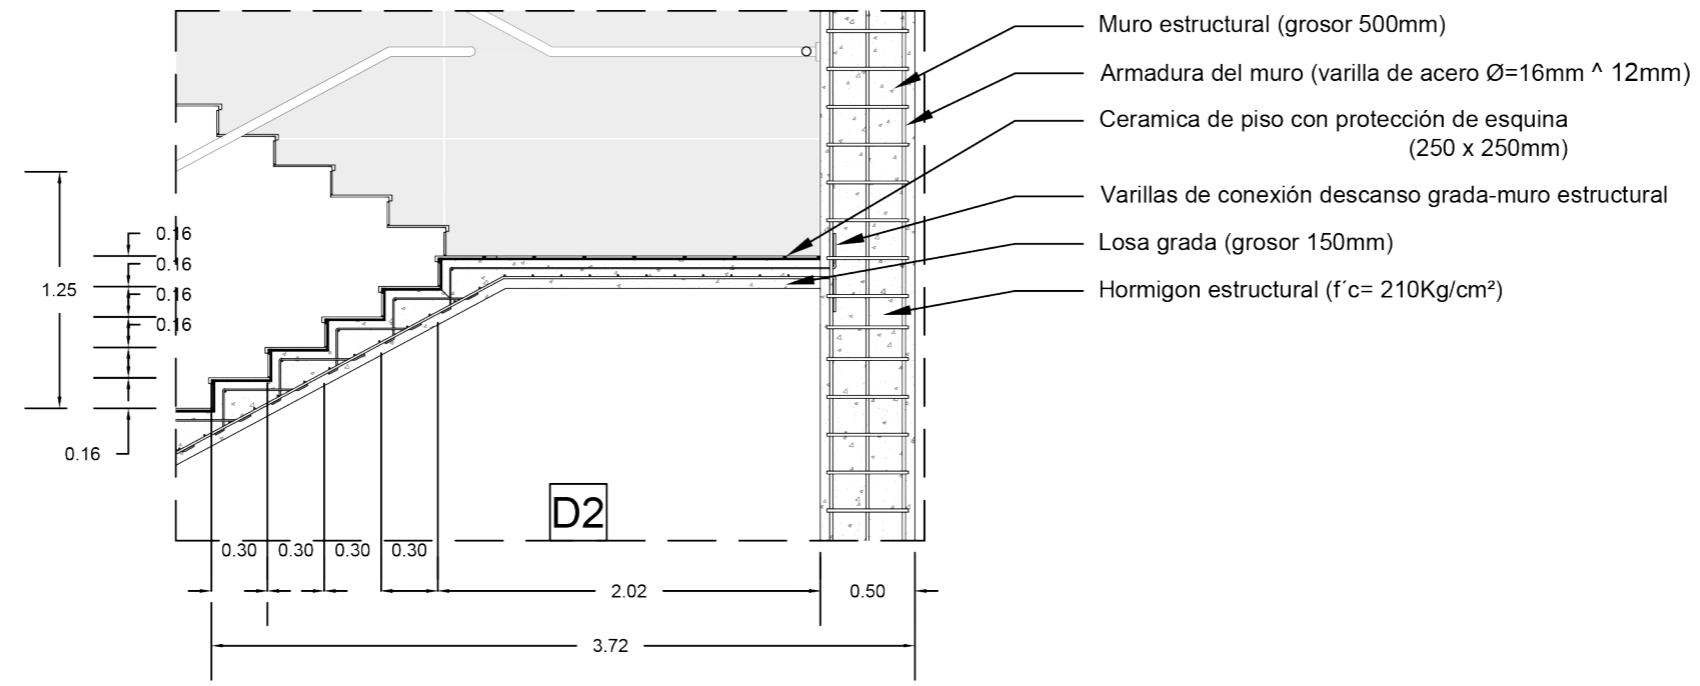 Muro estructural (grosor 500mm)
Armadura del muro (varilla de acero Ø=16mm ^ 12mm)
Ceramica de piso con protección de esquina
(250 x 250mm)
Varillas de conexión descanso grada-muro estructural
Losa grada (grosor 150mm)
Hormigon estructural (f´c= 210Kg/cm²)
0.16
0.16
0.16
0.16
1.25
0.16
D2
0.30 0.30 0.30 0.30
2.02 0.50
3.72